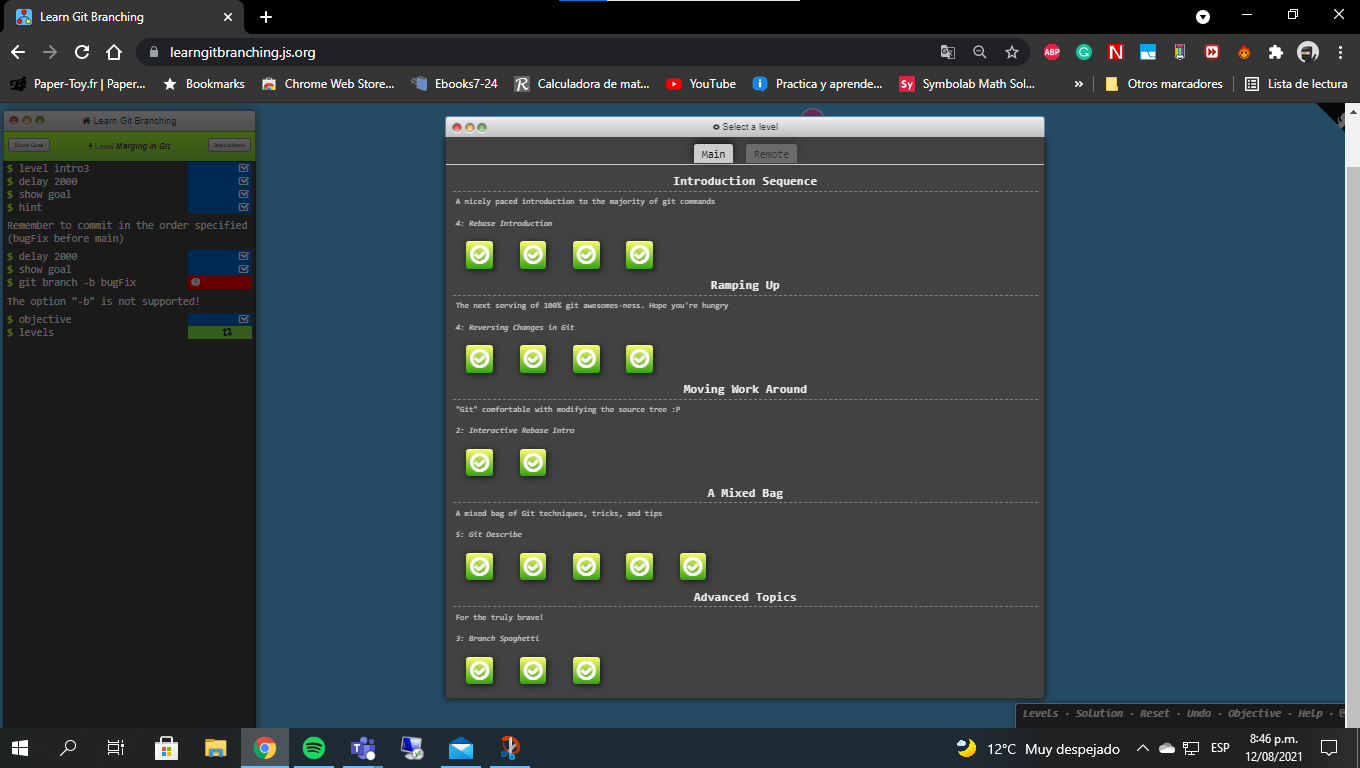 Learn Git Branching
learngitbranching.js.org
ABP
G
N
Paper-Toy.fr | Paper...
Bookmarks
Chrome Web Store...
Ebooks7-24
R
Calculadora de mat...
YouTube
Practica y aprende...
Sy
Symbolab Math Sol...
»
Otros marcadores
Lista de lectura
Learn Git Branching
Show Goal
Level Merging in Git
Instructions
$ level intro3
$ delay 2000
$ show goal
$ hint
Remember to commit in the order specified
(bugFix before main)
$ delay 2000
$ show goal
$ git branch -b bugFix
The option "-b" is not supported!
$ objective
$ levels
Select a level
Main
Remote
Introduction Sequence
A nicely paced introduction to the majority of git commands
4: Rebase Introduction
Ramping Up
The next serving of 100% git awesomes-ness. Hope you're hungry
4: Reversing Changes in Git
Moving Work Around
"Git" comfortable with modifying the source tree :P
2: Interactive Rebase Intro
A Mixed Bag
A mixed bag of Git techniques, tricks, and tips
5: Git Describe
Advanced Topics
For the truly brave!
3: Branch Spaghetti
Levels · Solution · Reset · Undo · Objective · Help ·
12°C Muy despejado
ESP
8:46 p.m.
12/08/2021